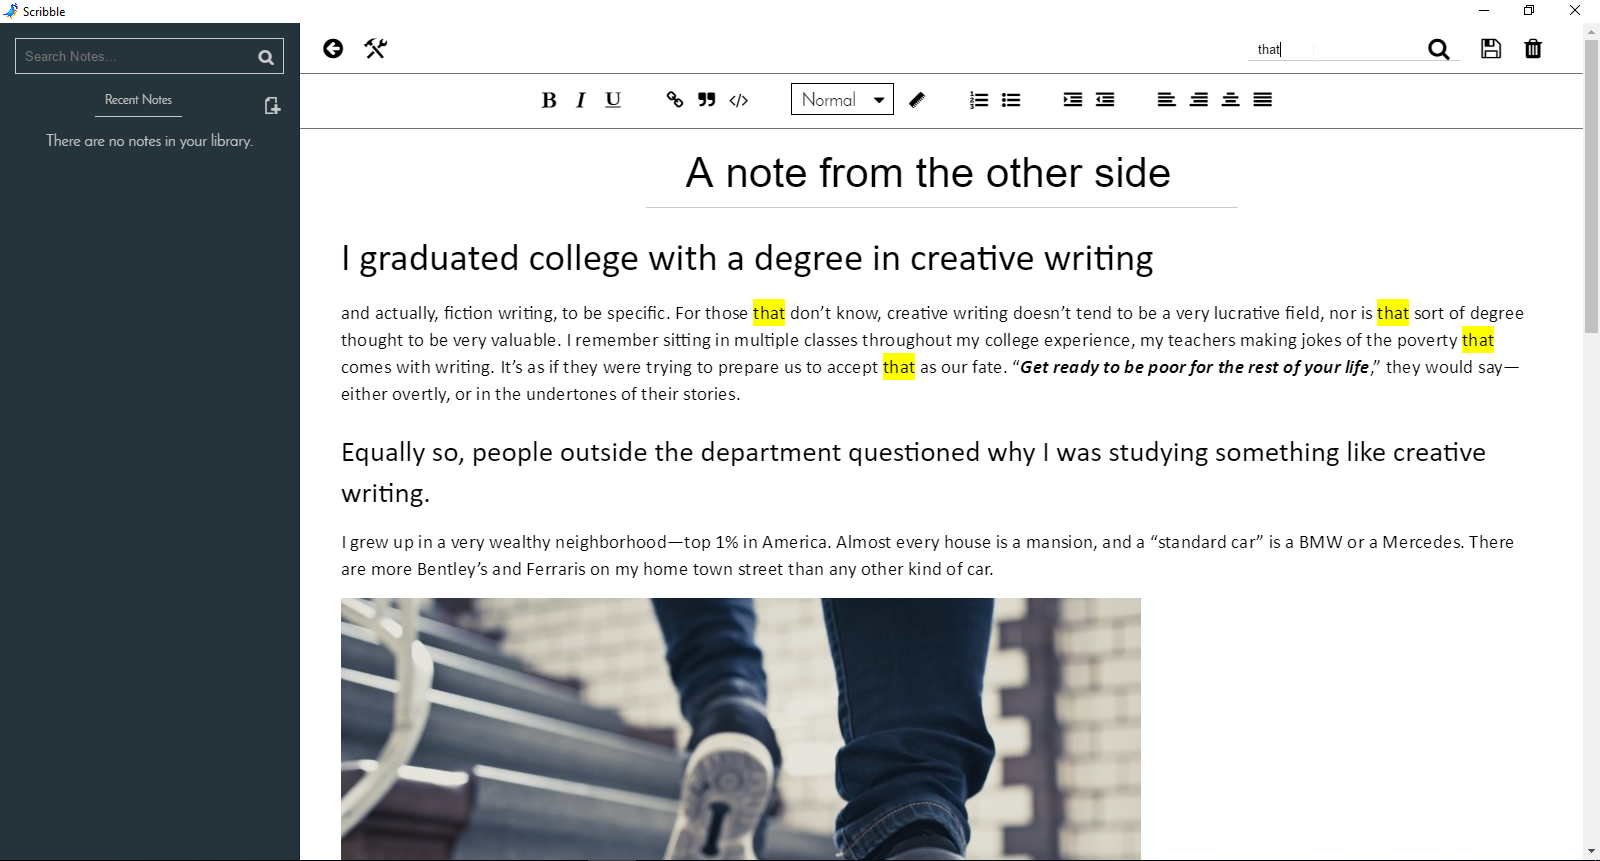 Scribble
Search Notes...
that
Recent Notes
There are no notes in your library.
B I U
Normal
A note from the other side
I graduated college with a degree in creative writing
and actually, fiction writing, to be specific. For those that don’t know, creative writing doesn’t tend to be a very lucrative field, nor is that sort of degree
thought to be very valuable. I remember sitting in multiple classes throughout my college experience, my teachers making jokes of the poverty that
comes with writing. It’s as if they were trying to prepare us to accept that as our fate. “Get ready to be poor for the rest of your life,” they would say—
either overtly, or in the undertones of their stories.
Equally so, people outside the department questioned why I was studying something like creative
writing.
I grew up in a very wealthy neighborhood—top 1% in America. Almost every house is a mansion, and a “standard car” is a BMW or a Mercedes. There
are more Bentley’s and Ferraris on my home town street than any other kind of car.